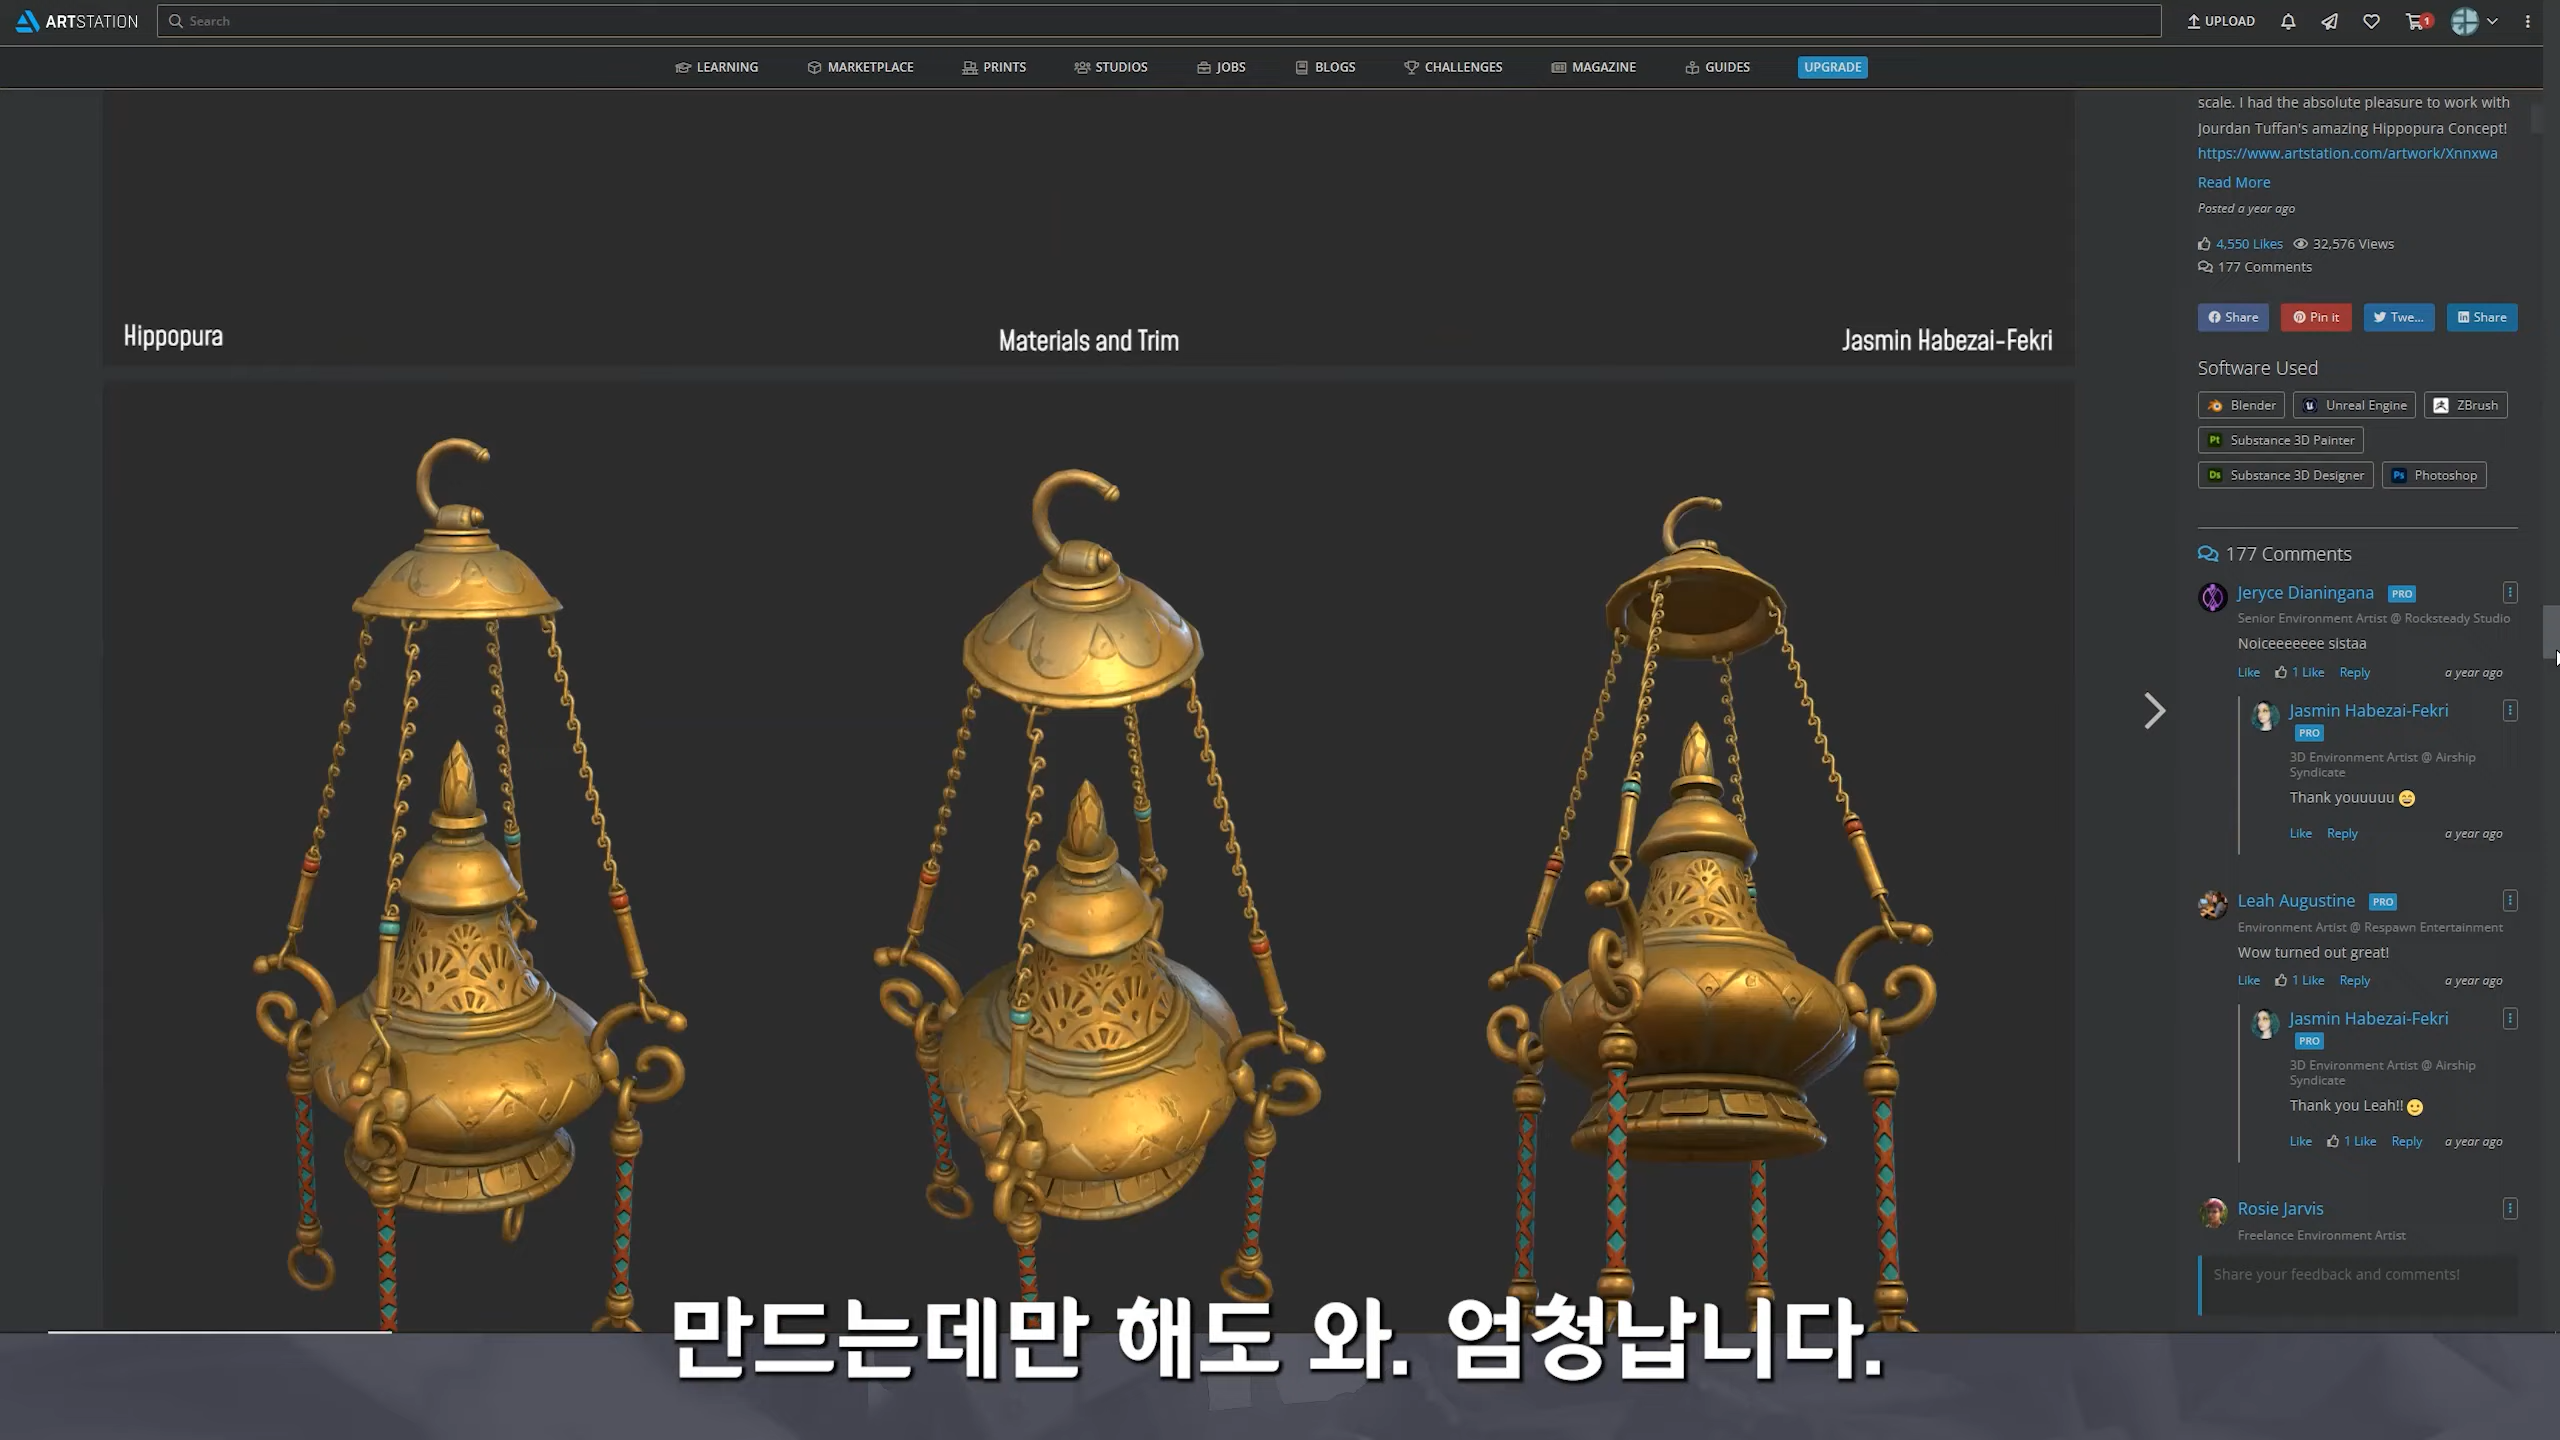 ARTSTATION
Search
UPLOAD
1
LEARNING
MARKETPLACE
PRINTS
STUDIOS
JOBS
BLOGS
CHALLENGES
MAGAZINE
GUIDES
UPGRADE
Hippopura
Materials and Trim
Jasmin Habezai-Fekri
scale. I had the absolute pleasure to work with
Jourdan Tuffan's amazing Hippopura Concept!
https://www.artstation.com/artwork/Xnnxwa
Read More
Posted a year ago
4,550 Likes 32,576 Views
177 Comments
Share
Pin it
Twe...
Share
Software Used
Blender
Unreal Engine
ZBrush
Pt Substance 3D Painter
Ds Substance 3D Designer
Ps Photoshop
177 Comments
Jeryce Dianingana PRO
Senior Environment Artist @ Rocksteady Studio
Noiceeeeeee sistaa
Like 1 Like Reply a year ago
Jasmin Habezai-Fekri
PRO
3D Environment Artist @ Airship
Syndicate
Thank youuuuu
Like Reply a year ago
Leah Augustine PRO
Environment Artist @ Respawn Entertainment
Wow turned out great!
Like 1 Like Reply a year ago
Jasmin Habezai-Fekri
PRO
3D Environment Artist @ Airship
Syndicate
Thank you Leah!!
Like 1 Like Reply a year ago
Rosie Jarvis
Freelance Environment Artist
Share your feedback and comments!
만드는데만 해도 와. 엄청납니다.